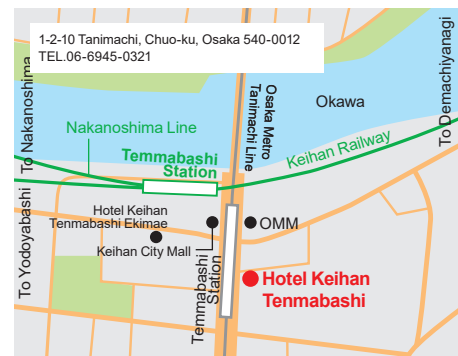 1-2-10 Tanimachi, Chuo-ku, Osaka 540-0012
TEL.06-6945-0321
To Nakanoshima
Nakanoshima Line
Temmabashi
Station
Osaka Metro
Tanimachi Line
Okawa
Keihan Railway
To Demachiyanagi
To Yodoyabashi
Hotel Keihan
Tenmabashi Ekimae
Keihan City Mall
OMM
Temmabashi
Station
Hotel Keihan
Tenmabashi